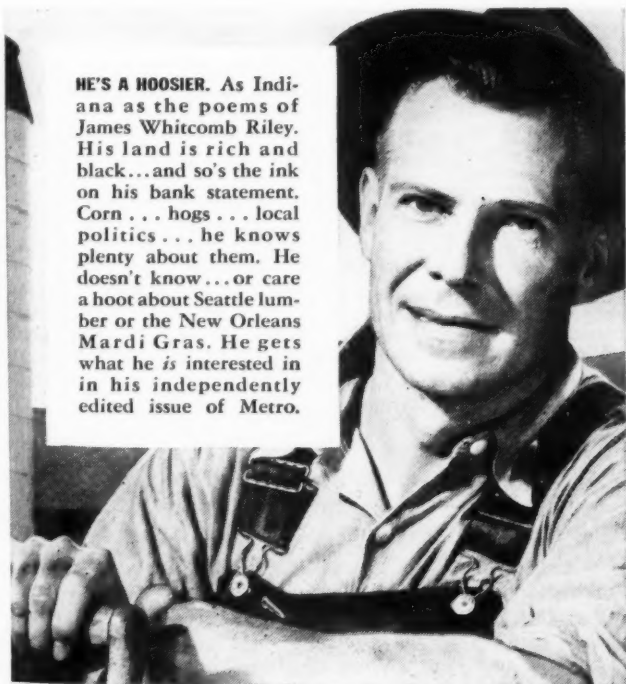 HE'S A HOOSIER. As Indi-
ana as the poems of
James Whitcomb Riley.
His land is rich and
black...and so's the ink
on his bank statement.
Corn . . . hogs . . . local
politics . . . he knows
plenty about them. He
doesn't know...or care
a hoot about Seattle lum-
ber or the New Orleans
Mardi Gras. He gets
what he is interested in
in his independently
edited issue of Metro.